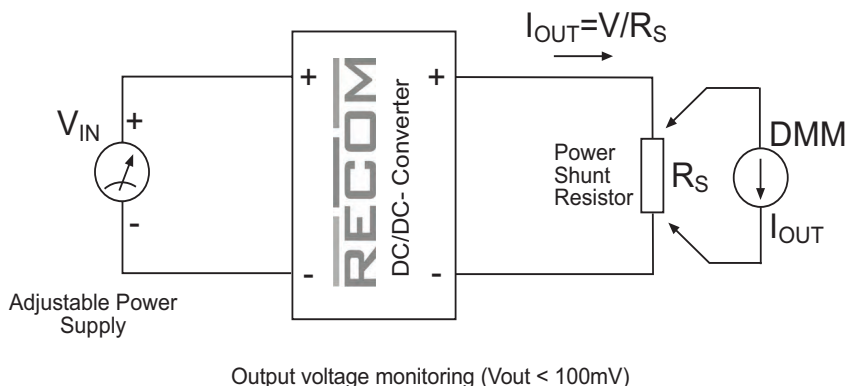 I_OUT=V/R_S
V_IN
+
-
+
-
RECOM
DC/DC- Converter
+
-
Power
Shunt
Resistor
R_S
DMM
I_OUT
Adjustable Power
Supply
Output voltage monitoring (Vout < 100mV)